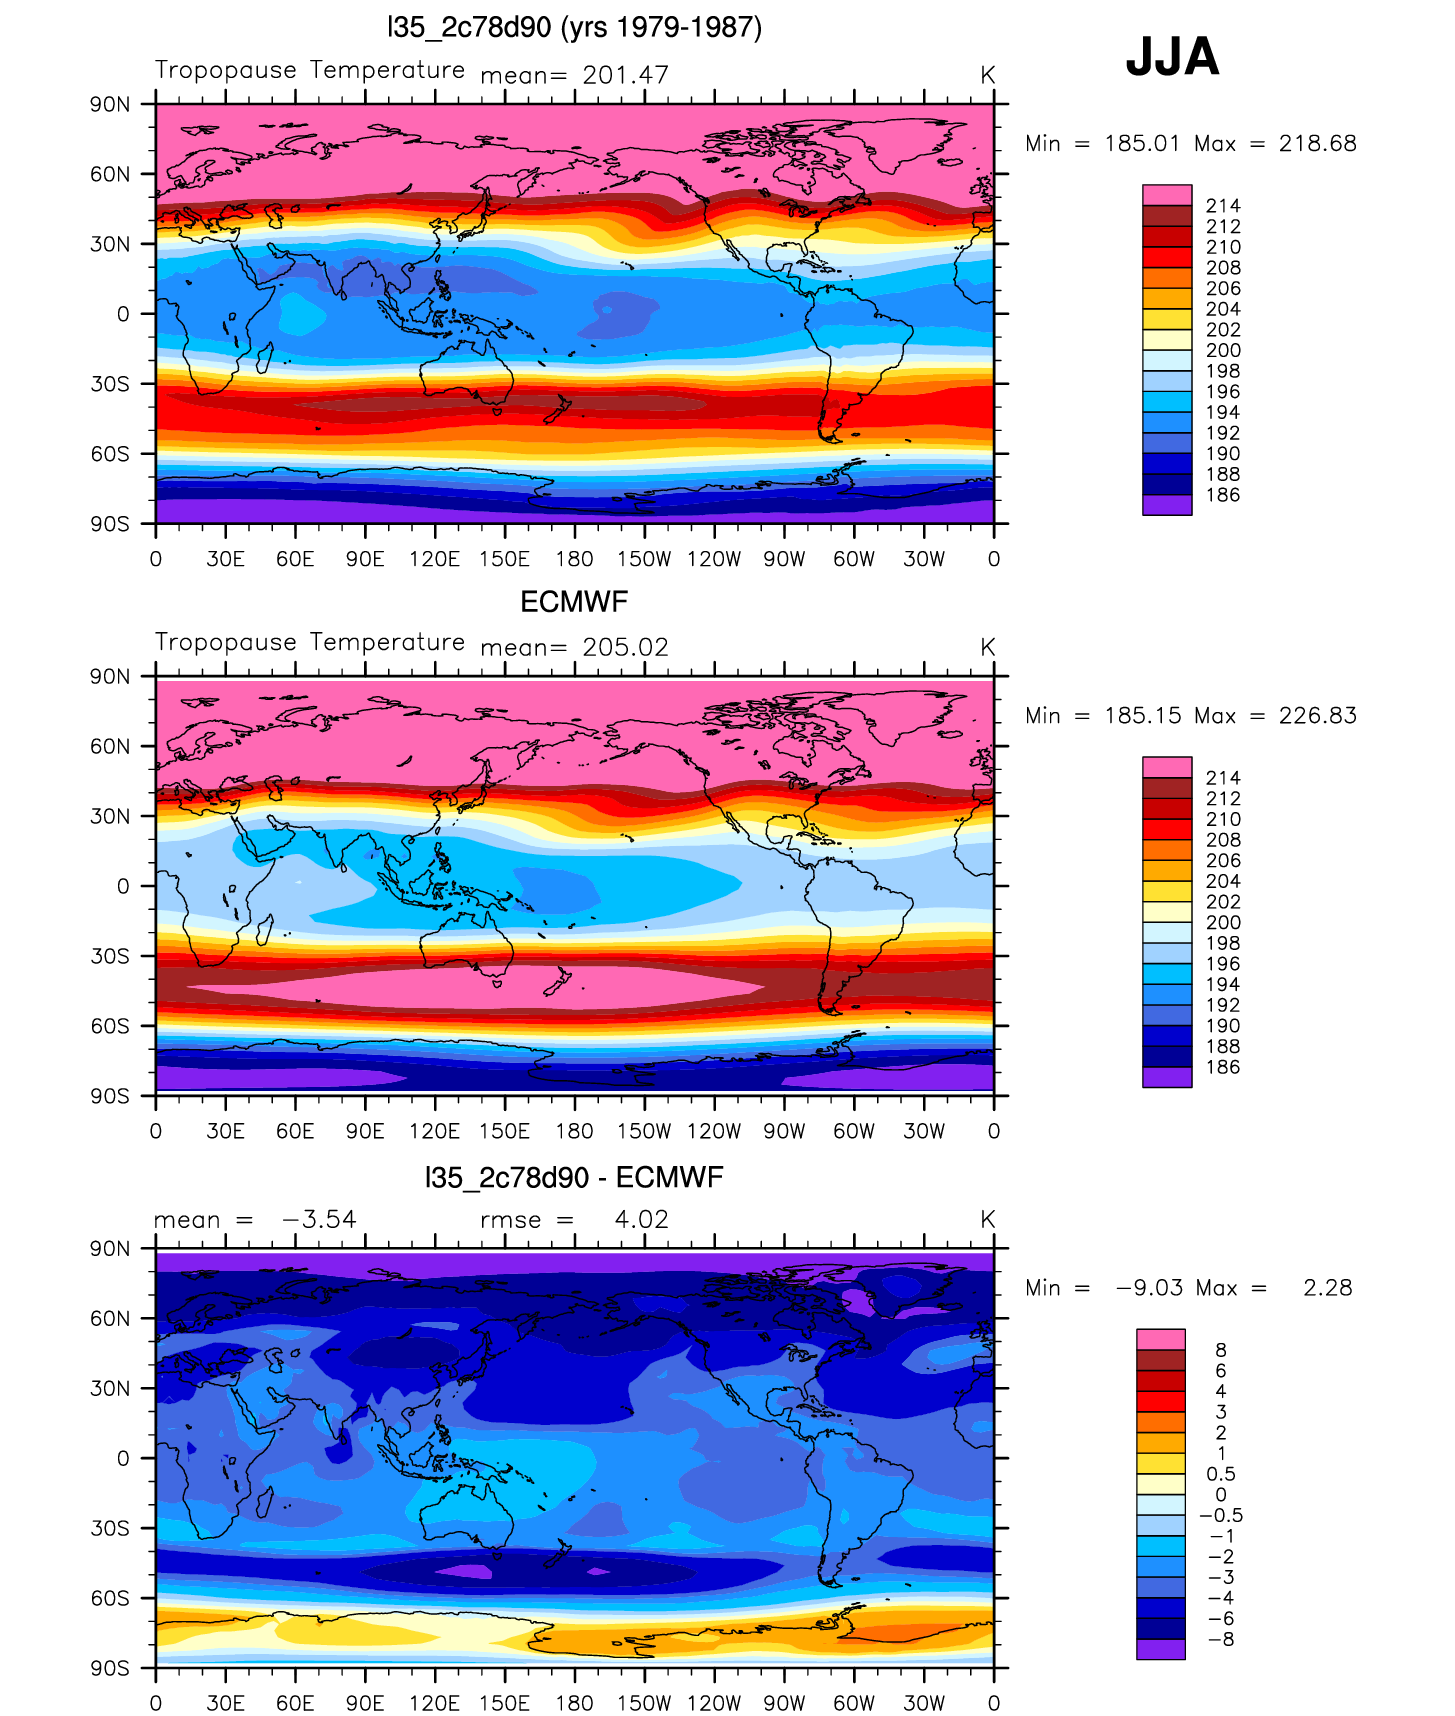 l35_2c78d90 (yrs 1979-1987)
JJA
Tropopause Temperature mean= 201.47 K
Min = 185.01 Max = 218.68
90N
60N
30N
0
30S
60S
90S
0 30E 60E 90E 120E 150E 180 150W 120W 90W 60W 30W 0
214
212
210
208
206
204
202
200
198
196
194
192
190
188
186
ECMWF
Tropopause Temperature mean= 205.02 K
Min = 185.15 Max = 226.83
90N
60N
30N
0
30S
60S
90S
0 30E 60E 90E 120E 150E 180 150W 120W 90W 60W 30W 0
214
212
210
208
206
204
202
200
198
196
194
192
190
188
186
l35_2c78d90 - ECMWF
mean = −3.54 rmse = 4.02 K
Min = −9.03 Max = 2.28
90N
60N
30N
0
30S
60S
90S
0 30E 60E 90E 120E 150E 180 150W 120W 90W 60W 30W 0
8
6
4
3
2
1
0.5
0
−0.5
−1
−2
−3
−4
−6
−8